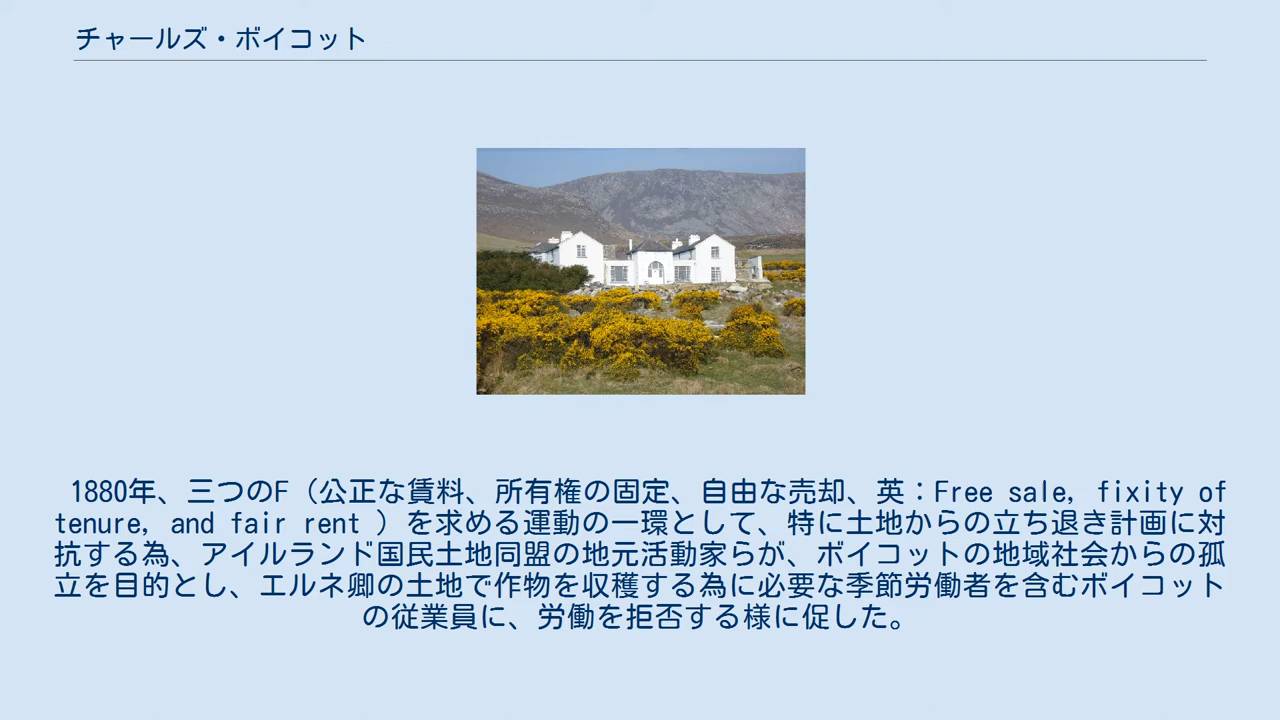 チャールズ・ボイコット
1880年、三つのF（公正な賃料、所有権の固定、自由な売却、英：Free sale, fixity of
tenure, and fair rent ）を求める運動の一環として、特に土地からの立ち退き計画に対
抗する為、アイルランド国民土地同盟の地元活動家らが、ボイコットの地域社会からの孤
立を目的とし、エルネ卿の土地で作物を収穫する為に必要な季節労働者を含むボイコット
の従業員に、労働を拒否する様に促した。